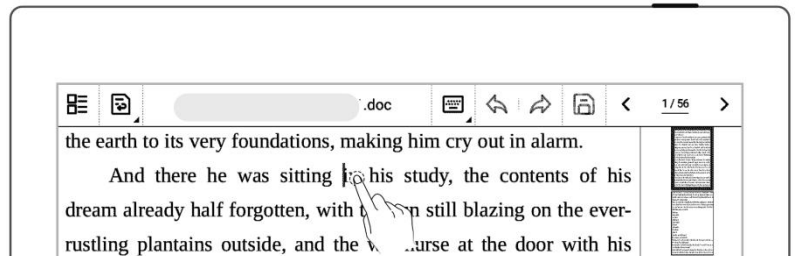 .doc
1 / 56
the earth to its very foundations, making him cry out in alarm.
And there he was sitting his study, the contents of his
dream already half forgotten, with still blazing on the ever-
rustling plantains outside, and the at the door with his